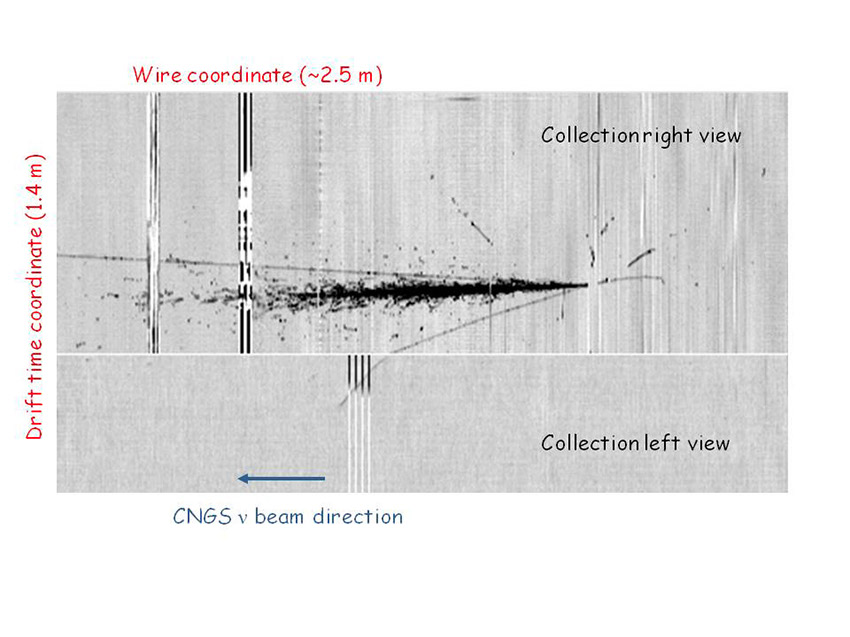 Wire coordinate (~2.5 m)
Collection right view
Drift time coordinate (1.4 m)
Collection left view
CNGS ν beam direction